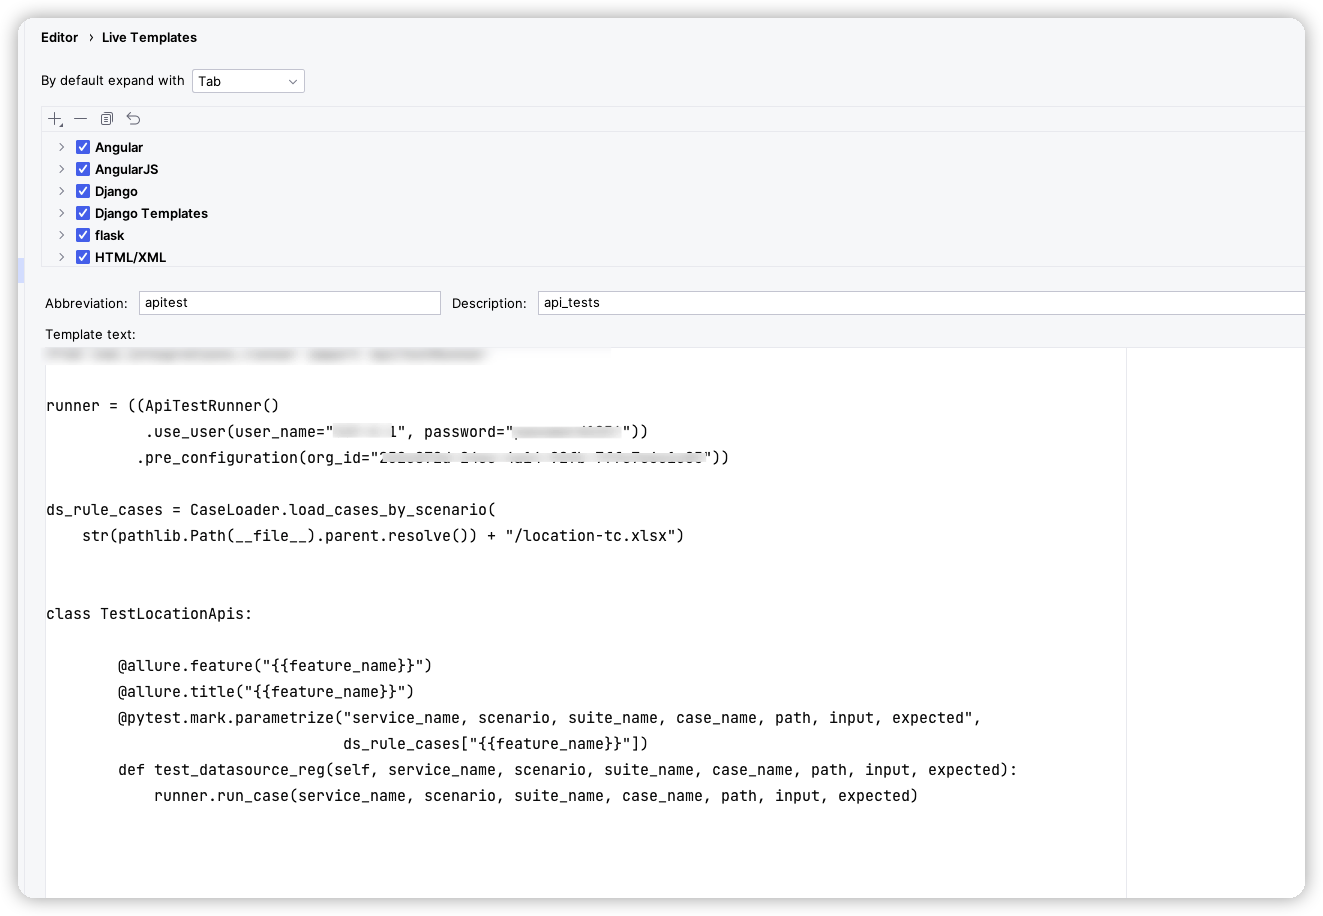 Editor › Live Templates
By default expand with Tab
Angular
AngularJS
Django
Django Templates
flask
HTML/XML
Abbreviation: apitest Description: api_tests
Template text:
runner = ((ApiTestRunner()
.use_user(user_name="1", password=""))
.pre_configuration(org_id=""))
ds_rule_cases = CaseLoader.load_cases_by_scenario(
str(pathlib.Path(__file__).parent.resolve()) + "/location-tc.xlsx")
class TestLocationApis:
@allure.feature("{{feature_name}}")
@allure.title("{{feature_name}}")
@pytest.mark.parametrize("service_name, scenario, suite_name, case_name, path, input, expected",
ds_rule_cases["{{feature_name}}"])
def test_datasource_reg(self, service_name, scenario, suite_name, case_name, path, input, expected):
runner.run_case(service_name, scenario, suite_name, case_name, path, input, expected)